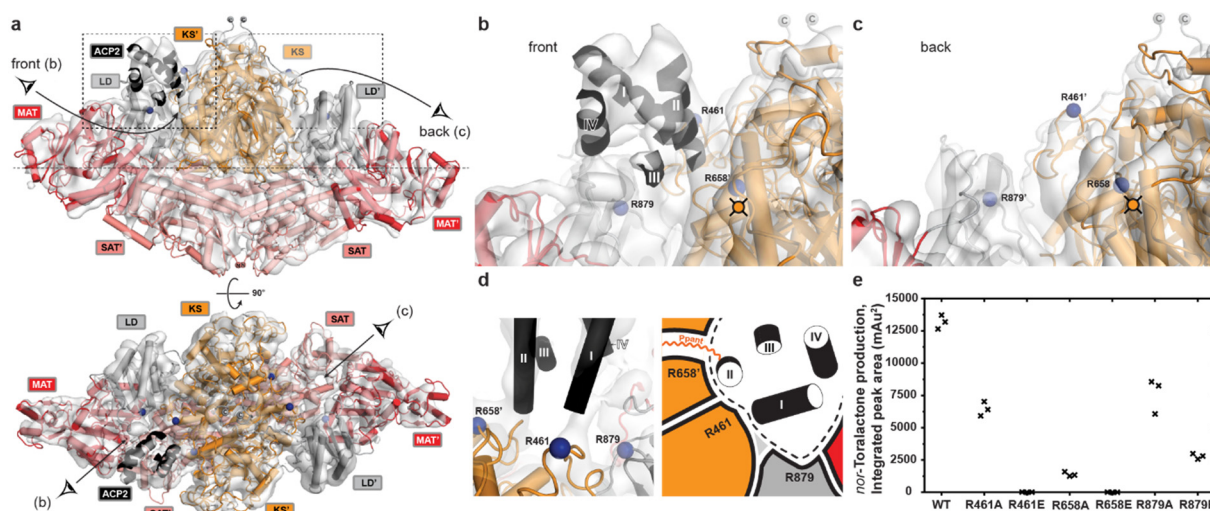 a
KS'
KS
ACP2
front (b)
LD
LD'
MAT
back (c)
MAT'
SAT'
SAT
90°
KS
LD
SAT
(c)
MAT
MAT'
(b)
ACP2
LD'
KS'
b
front
C C
I
II
R461
IV
III
R658'
R879
c
back
C C
R461'
R658
R879'
d
II
III
I
IV
R658'
R461
R879
Ppant
R658'
R461
R879
II
III
IV
I
e
nor-Toralactone production,
Integrated peak area (mAu²)
15000
12500
10000
7500
5000
2500
0
WT R461A R461E R658A R658E R879A